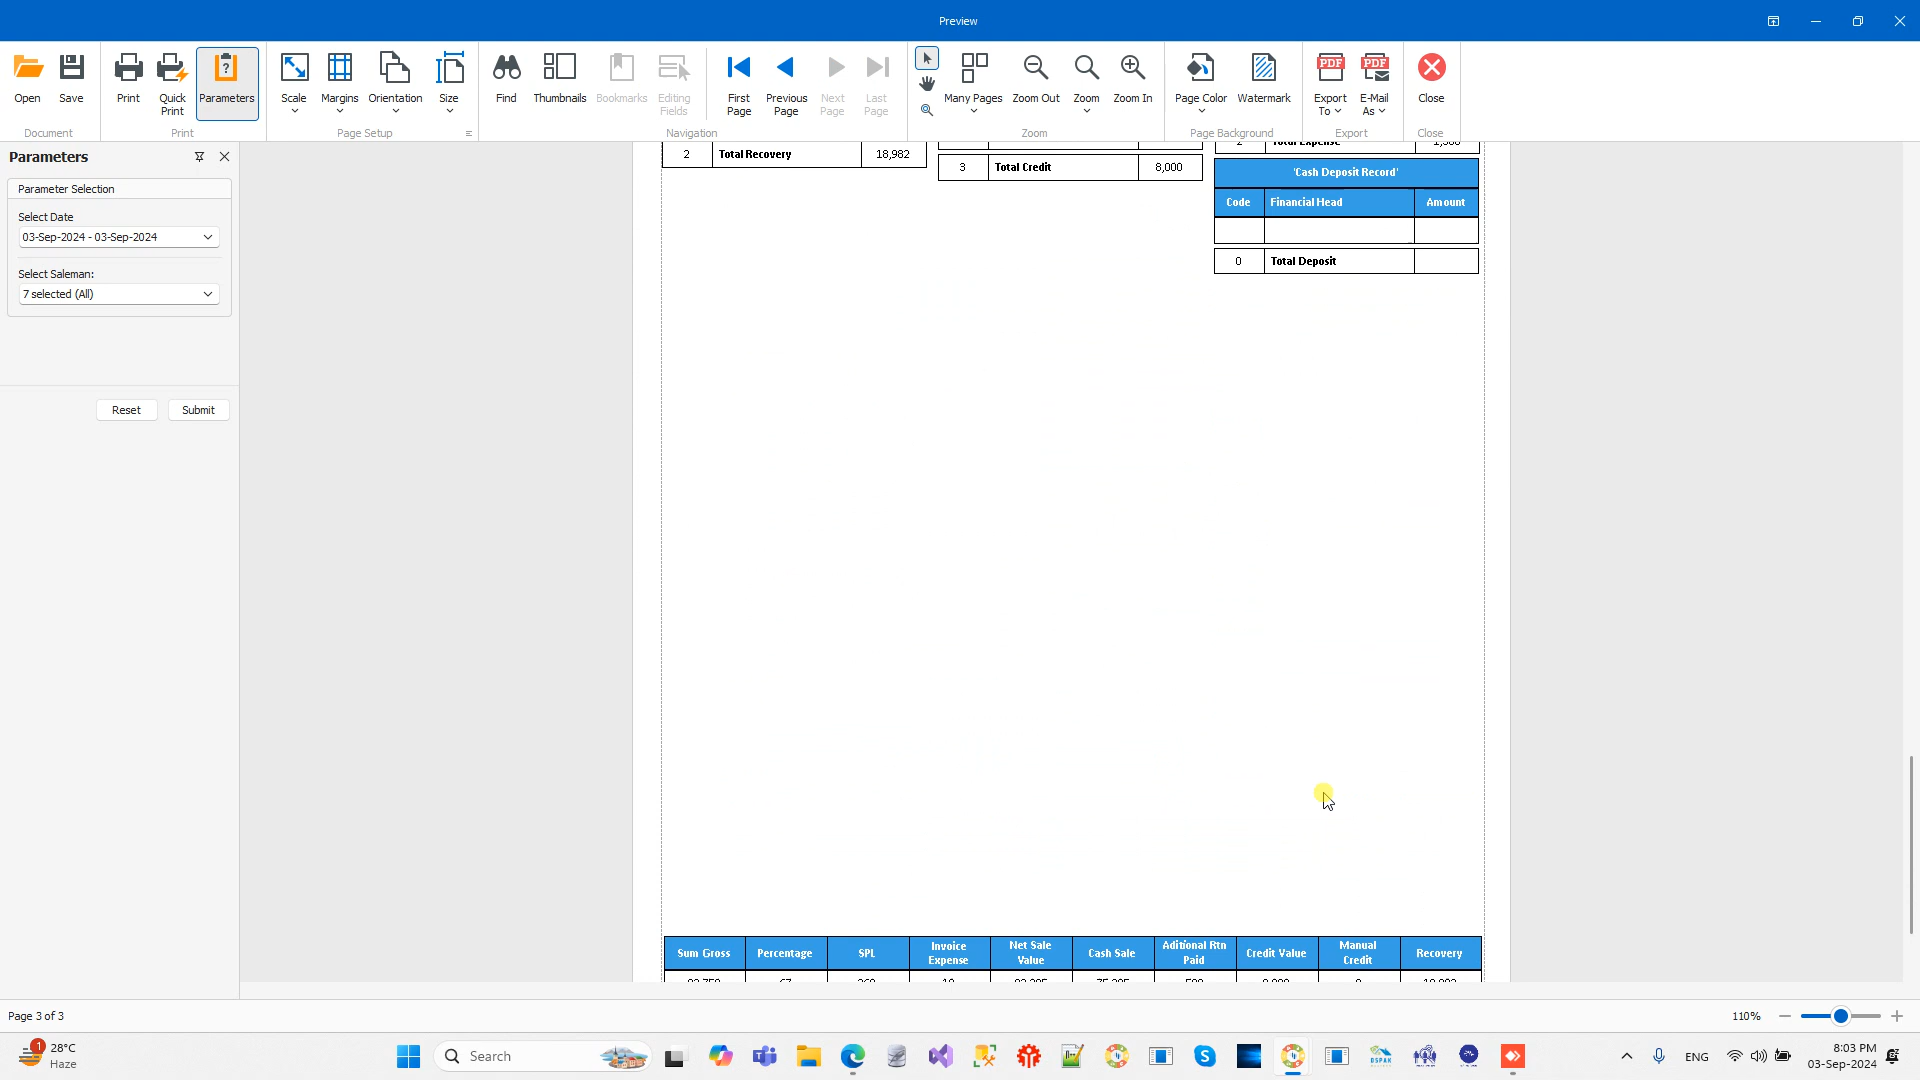 Preview
Open
Save
Print
Quick
Print
Parameters
Scale
Margins
Orientation
Size
Find
Thumbnails
Bookmarks
Editing
Fields
First
Page
Previous
Page
Next
Page
Last
Page
Many Pages
Zoom Out
Zoom
Zoom In
Page Color
Watermark
Export
To
E-Mail
As
Close
Document
Print
Page Setup
Navigation
Zoom
Page Background
Export
Close
Parameters
Parameter Selection
Select Date
03-Sep-2024 - 03-Sep-2024
Select Saleman:
7 selected (All)
Reset
Submit
2 Total Recovery 18,982
3 Total Credit 8,000
2 Total Expense
'Cash Deposit Record'
Code Financial Head Amount
0 Total Deposit
Sum Gross Percentage SPL Invoice Expense Net Sale Value Cash Sale Aditional Rtn Paid Credit Value Manual Credit Recovery
Page 3 of 3
110%
1
28°C
Haze
Search
ENG
8:03 PM
03-Sep-2024